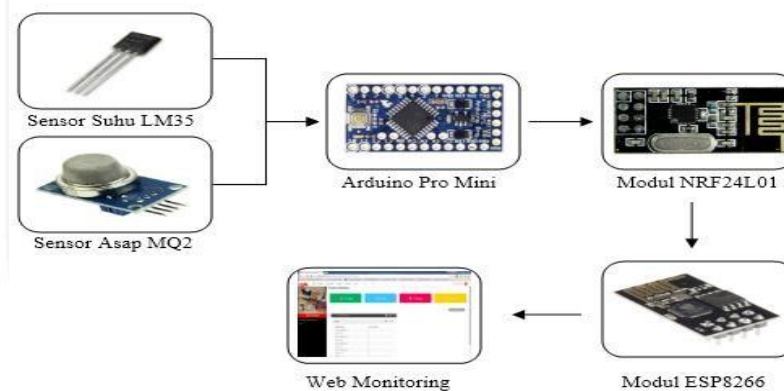 Sensor Suhu LM35
Sensor Asap MQ2
Arduino Pro Mini
Modul NRF24L01
Modul ESP8266
Web Monitoring